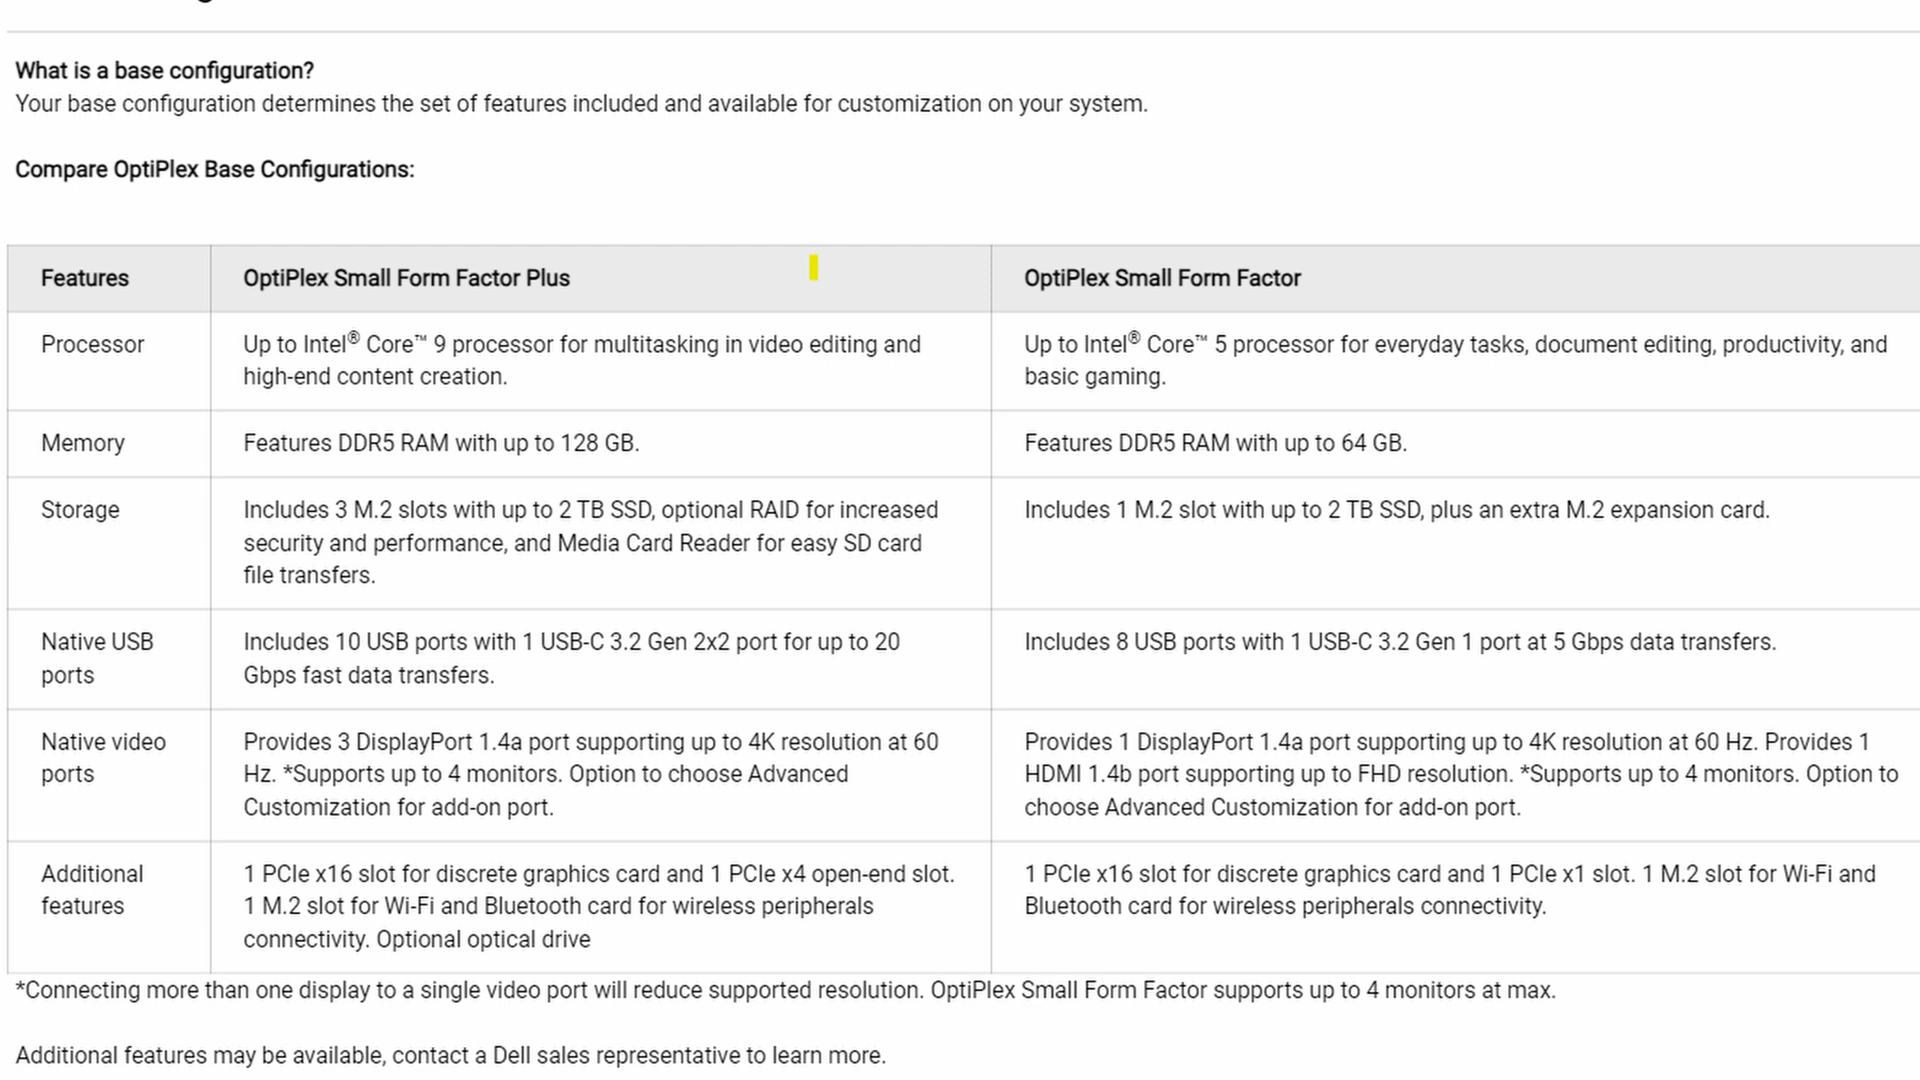 What is a base configuration?
Your base configuration determines the set of features included and available for customization on your system.
Compare OptiPlex Base Configurations:
Features
OptiPlex Small Form Factor Plus
OptiPlex Small Form Factor
Processor
Up to Intel® Core™ 9 processor for multitasking in video editing and
high-end content creation.
Up to Intel® Core™ 5 processor for everyday tasks, document editing, productivity, and
basic gaming.
Memory
Features DDR5 RAM with up to 128 GB.
Features DDR5 RAM with up to 64 GB.
Storage
Includes 3 M.2 slots with up to 2 TB SSD, optional RAID for increased
security and performance, and Media Card Reader for easy SD card
file transfers.
Includes 1 M.2 slot with up to 2 TB SSD, plus an extra M.2 expansion card.
Native USB
ports
Includes 10 USB ports with 1 USB-C 3.2 Gen 2x2 port for up to 20
Gbps fast data transfers.
Includes 8 USB ports with 1 USB-C 3.2 Gen 1 port at 5 Gbps data transfers.
Native video
ports
Provides 3 DisplayPort 1.4a port supporting up to 4K resolution at 60
Hz. *Supports up to 4 monitors. Option to choose Advanced
Customization for add-on port.
Provides 1 DisplayPort 1.4a port supporting up to 4K resolution at 60 Hz. Provides 1
HDMI 1.4b port supporting up to FHD resolution. *Supports up to 4 monitors. Option to
choose Advanced Customization for add-on port.
Additional
features
1 PCIe x16 slot for discrete graphics card and 1 PCIe x4 open-end slot.
1 M.2 slot for Wi-Fi and Bluetooth card for wireless peripherals
connectivity. Optional optical drive
1 PCIe x16 slot for discrete graphics card and 1 PCIe x1 slot. 1 M.2 slot for Wi-Fi and
Bluetooth card for wireless peripherals connectivity.
*Connecting more than one display to a single video port will reduce supported resolution. OptiPlex Small Form Factor supports up to 4 monitors at max.
Additional features may be available, contact a Dell sales representative to learn more.